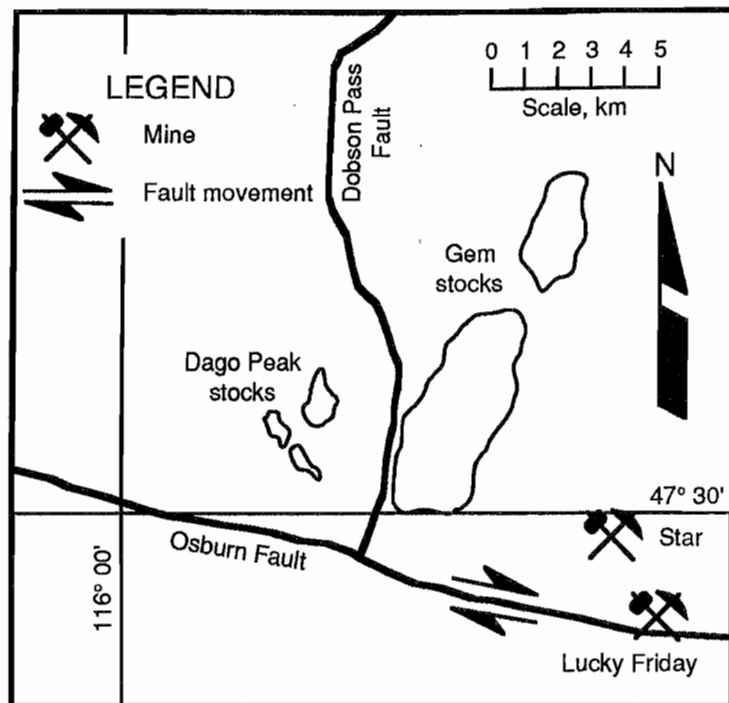 LEGEND
Mine
Fault movement
Dobson Pass
Fault
0 1 2 3 4 5
Scale, km
N
Gem
stocks
Dago Peak
stocks
47° 30'
Osburn Fault
Star
116° 00'
Lucky Friday